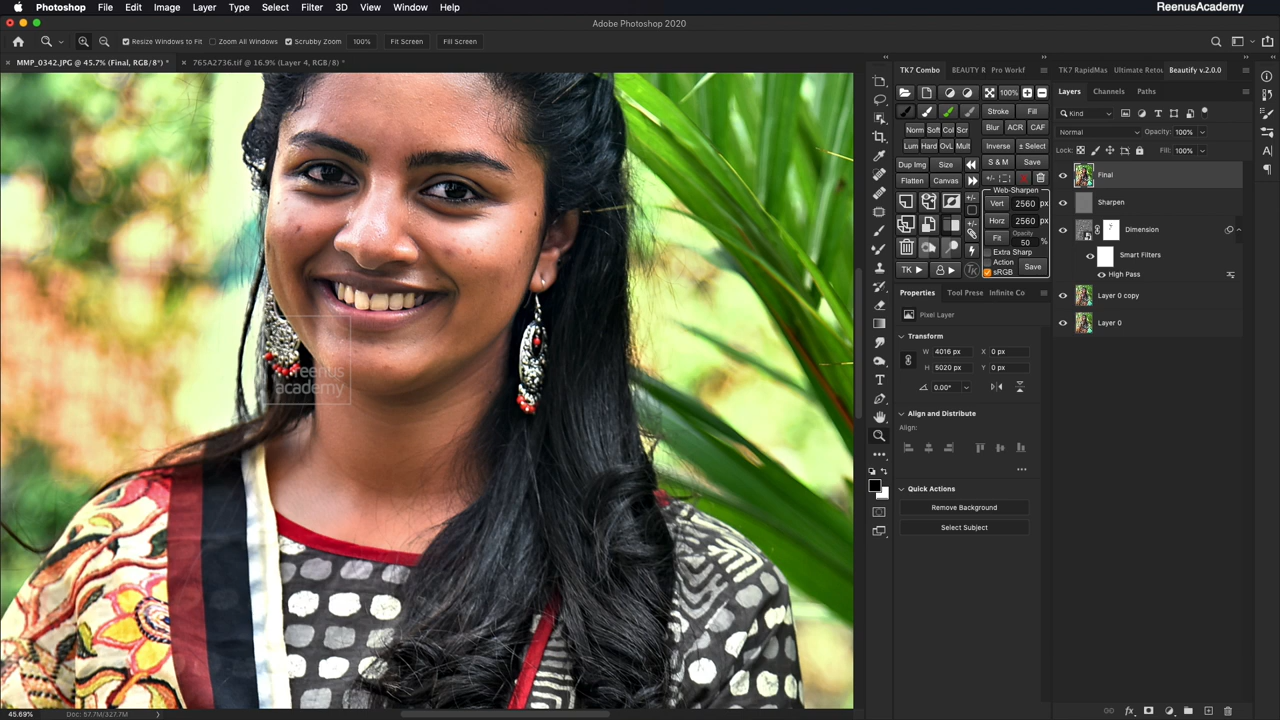 Photoshop File Edit Image Layer Type Select Filter 3D View Window Help ReenusAcademy
Adobe Photoshop 2020
Resize Windows to Fit Zoom All Windows Scrubby Zoom 100% Fit Screen Fill Screen
MMP_0342.JPG @ 45.7% (Final, RGB/8*) * 765A2736.tif @ 16.9% (Layer 4, RGB/8) *
TK7 Combo BEAUTY R Pro Workf
100%
Stroke Fill
Norm Soft Col Scr
Blur ACR CAF
Lum Hard OvL Mult
Inverse ± Select
Dup Img Size
S & M Save
Flatten Canvas
+/-
Web-Sharpen
Vert 2560 px
Horz 2560 px
Fit Opacity 50 %
Extra Sharp
Action
sRGB Save
TK
Properties Tool Prese Infinite Co
Pixel Layer
Transform
W 4016 px X 0 px
H 5020 px Y 0 px
0.00°
Align and Distribute
Align:
Quick Actions
Remove Background
Select Subject
TK7 RapidMas Ultimate Retou Beautify v.2.0.0
Layers Channels Paths
Kind
Normal Opacity: 100%
Lock: Fill: 100%
Final
Sharpen
Dimension
Smart Filters
High Pass
Layer 0 copy
Layer 0
reenus
academy
45.69% Doc: 57.7M/327.7M